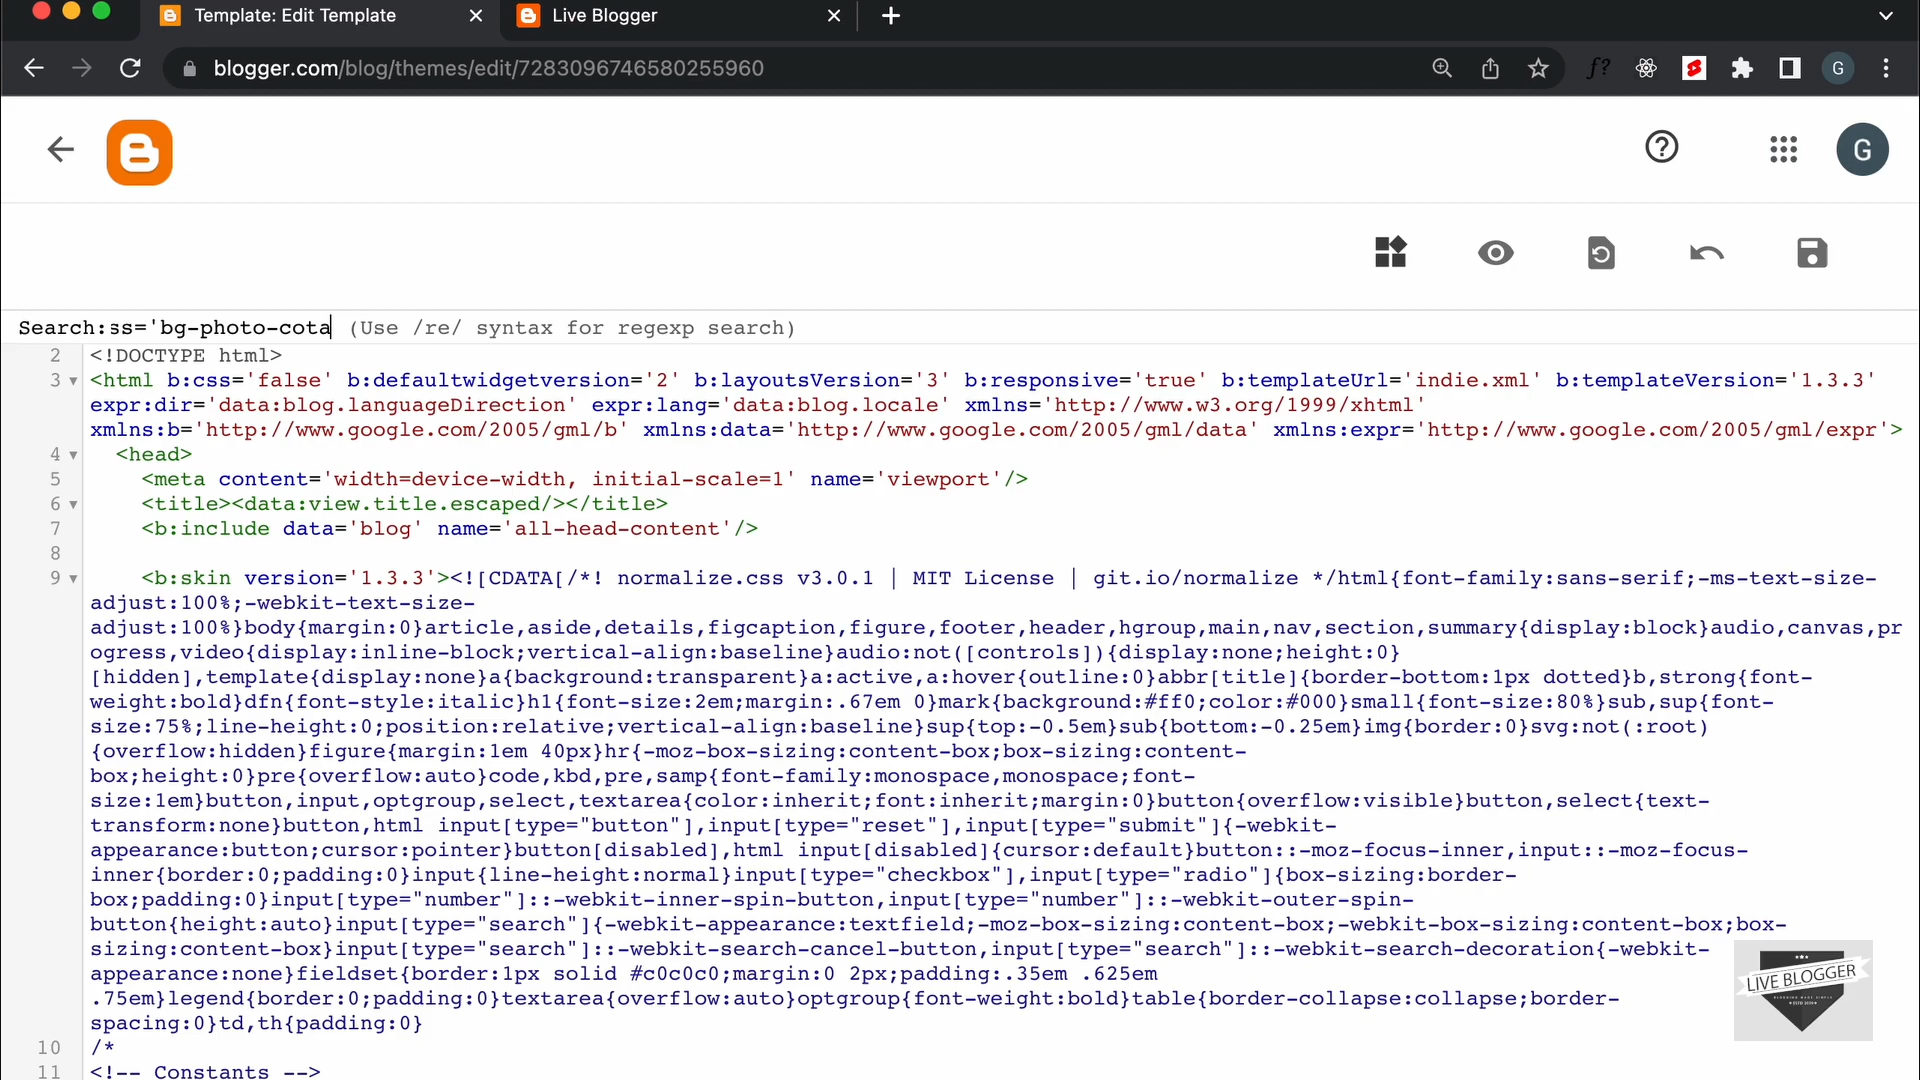 Template: Edit Template
Live Blogger
blogger.com/blog/themes/edit/7283096746580255960
f?
G
G
Search:ss='bg-photo-cota (Use /re/ syntax for regexp search)
2 <!DOCTYPE html>
3 <html b:css='false' b:defaultwidgetversion='2' b:layoutsVersion='3' b:responsive='true' b:templateUrl='indie.xml' b:templateVersion='1.3.3'
expr:dir='data:blog.languageDirection' expr:lang='data:blog.locale' xmlns='http://www.w3.org/1999/xhtml'
xmlns:b='http://www.google.com/2005/gml/b' xmlns:data='http://www.google.com/2005/gml/data' xmlns:expr='http://www.google.com/2005/gml/expr'>
4 <head>
5 <meta content='width=device-width, initial-scale=1' name='viewport'/>
6 <title><data:view.title.escaped/></title>
7 <b:include data='blog' name='all-head-content'/>
8
9 <b:skin version='1.3.3'><![CDATA[/*! normalize.css v3.0.1 | MIT License | git.io/normalize */html{font-family:sans-serif;-ms-text-size-
adjust:100%;-webkit-text-size-
adjust:100%}body{margin:0}article,aside,details,figcaption,figure,footer,header,hgroup,main,nav,section,summary{display:block}audio,canvas,pr
ogress,video{display:inline-block;vertical-align:baseline}audio:not([controls]){display:none;height:0}
[hidden],template{display:none}a{background:transparent}a:active,a:hover{outline:0}abbr[title]{border-bottom:1px dotted}b,strong{font-
weight:bold}dfn{font-style:italic}h1{font-size:2em;margin:.67em 0}mark{background:#ff0;color:#000}small{font-size:80%}sub,sup{font-
size:75%;line-height:0;position:relative;vertical-align:baseline}sup{top:-0.5em}sub{bottom:-0.25em}img{border:0}svg:not(:root)
{overflow:hidden}figure{margin:1em 40px}hr{-moz-box-sizing:content-box;box-sizing:content-
box;height:0}pre{overflow:auto}code,kbd,pre,samp{font-family:monospace,monospace;font-
size:1em}button,input,optgroup,select,textarea{color:inherit;font:inherit;margin:0}button{overflow:visible}button,select{text-
transform:none}button,html input[type="button"],input[type="reset"],input[type="submit"]{-webkit-
appearance:button;cursor:pointer}button[disabled],html input[disabled]{cursor:default}button::-moz-focus-inner,input::-moz-focus-
inner{border:0;padding:0}input{line-height:normal}input[type="checkbox"],input[type="radio"]{box-sizing:border-
box;padding:0}input[type="number"]::-webkit-inner-spin-button,input[type="number"]::-webkit-outer-spin-
button{height:auto}input[type="search"]{-webkit-appearance:textfield;-moz-box-sizing:content-box;-webkit-box-sizing:content-box;box-
sizing:content-box}input[type="search"]::-webkit-search-cancel-button,input[type="search"]::-webkit-search-decoration{-webkit-
appearance:none}fieldset{border:1px solid #c0c0c0;margin:0 2px;padding:.35em .625em
.75em}legend{border:0;padding:0}textarea{overflow:auto}optgroup{font-weight:bold}table{border-collapse:collapse;border-
spacing:0}td,th{padding:0}
10 /*
11 <!-- Constants -->
LIVE BLOGGER